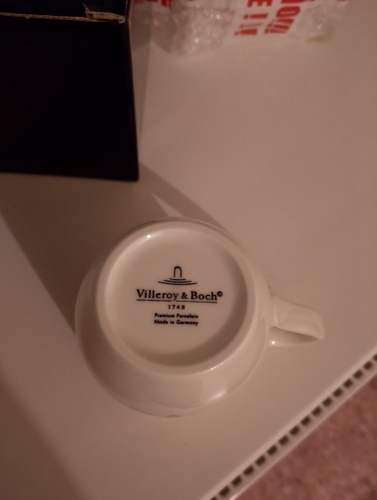 Villeroy & Boch©
1748
Premium Porcelain
Made in Germany